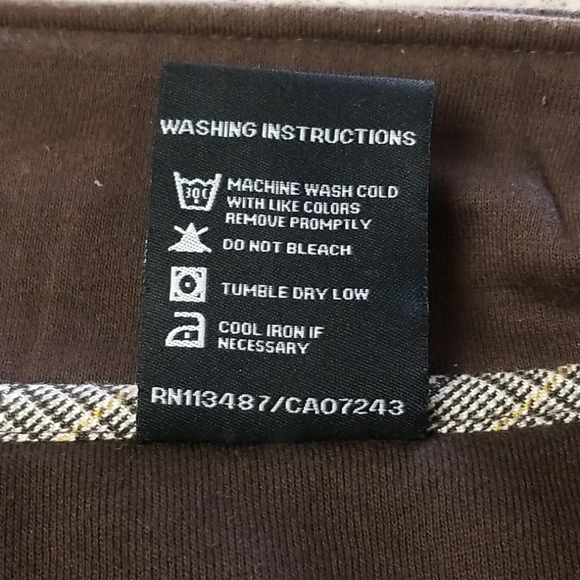 WASHING INSTRUCTIONS
30C
MACHINE WASH COLD
WITH LIKE COLORS
REMOVE PROMPTLY
DO NOT BLEACH
TUMBLE DRY LOW
COOL IRON IF
NECESSARY
RN113487/CA07243